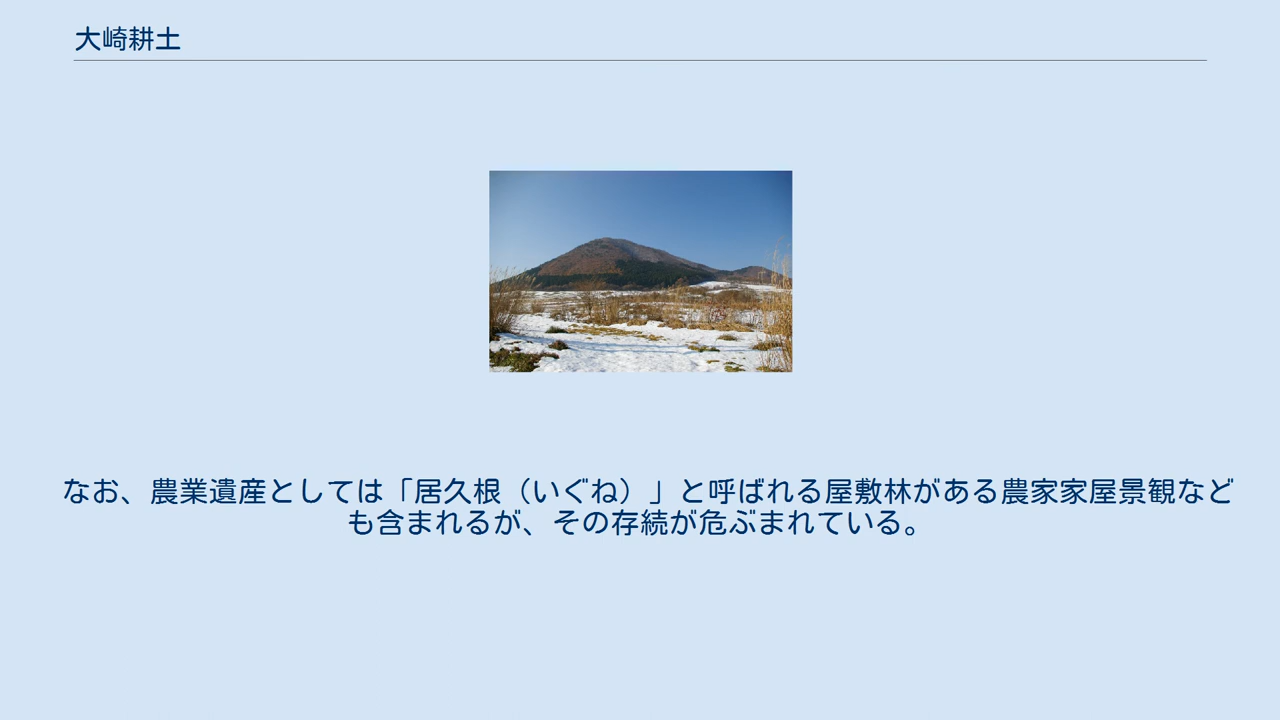 大崎耕土
なお、農業遺産としては「居久根（いぐね）」と呼ばれる屋敷林がある農家家屋景観など
も含まれるが、その存続が危ぶまれている。